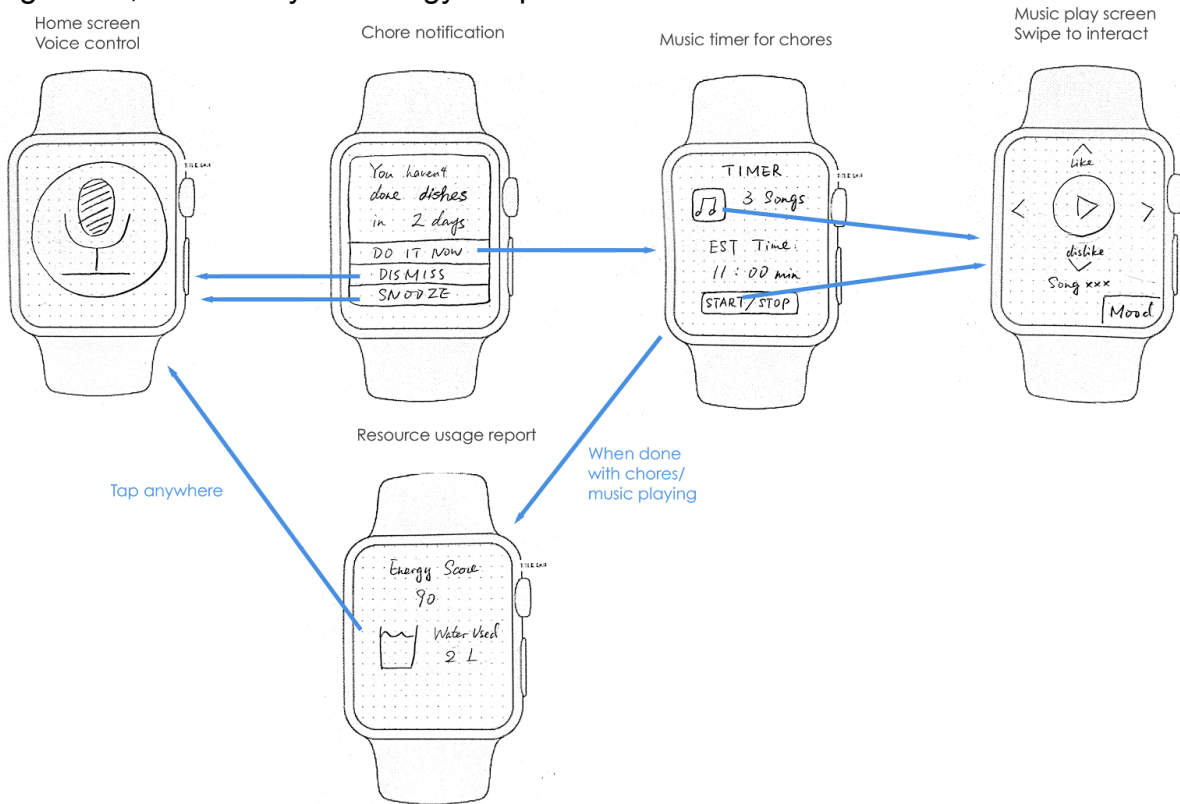 Home screen
Voice control
Chore notification
Music timer for chores
Music play screen
Swipe to interact
You haven't
done dishes
in 2 days
DO IT NOW
DISMISS
SNOOZE
TIMER
3 Songs
EST Time
11:00 min
START/STOP
Like
dislike
Song xxx
Mood
Resource usage report
Tap anywhere
When done
with chores/
music playing
Energy Score
90
Water Used
2 L